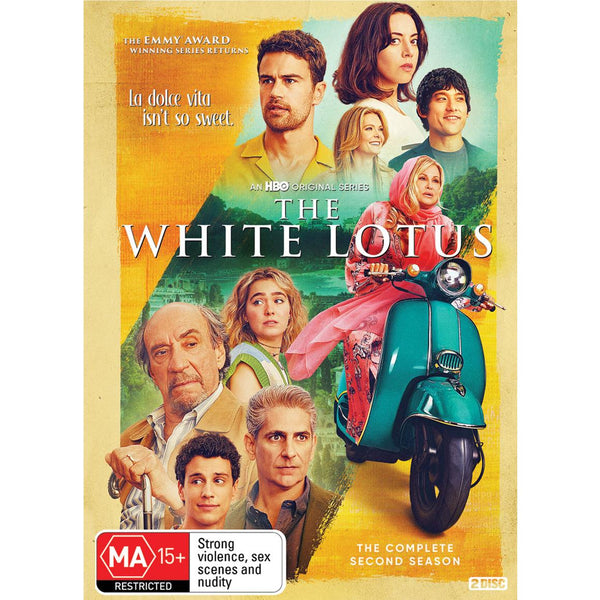 THE EMMY AWARD
WINNING SERIES RETURNS
La dolce vita
isn't so sweet.
AN HBO ORIGINAL SERIES
THE
WHITE LOTUS
MA 15+
RESTRICTED
Strong
violence, sex
scenes and
nudity
THE COMPLETE
SECOND SEASON
2 DISC